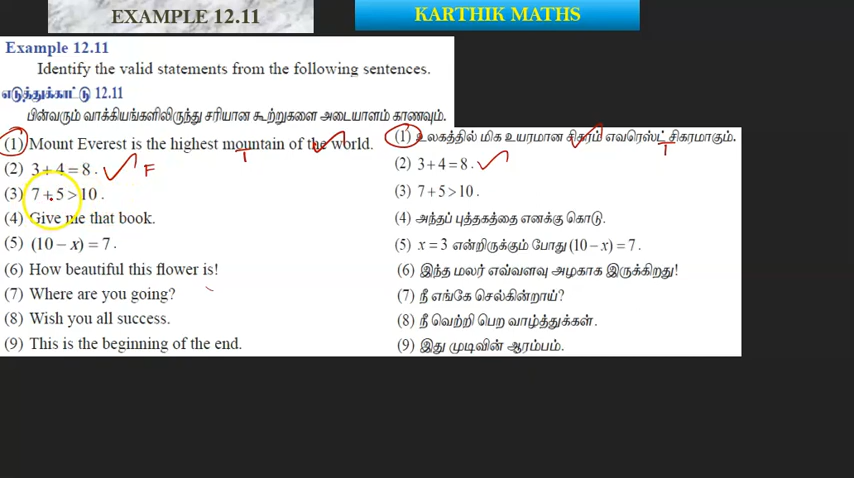 EXAMPLE 12.11
KARTHIK MATHS
Example 12.11
Identify the valid statements from the following sentences.
எடுத்துக்காட்டு 12.11
பின்வரும் வாக்கியங்களிலிருந்து சரியான கூற்றுகளை அடையாளம் காணவும்.
(1) Mount Everest is the highest mountain of the world.
T
(2) 3 + 4 = 8 .
F
(3) 7 + 5 > 10 .
(4) Give me that book.
(5) (10 − x) = 7 .
(6) How beautiful this flower is!
(7) Where are you going?
(8) Wish you all success.
(9) This is the beginning of the end.
(1) உலகத்தில் மிக உயரமான சிகரம் எவரெஸ்ட் சிகரமாகும்.
T
(2) 3 + 4 = 8 .
(3) 7 + 5 > 10 .
(4) அந்தப் புத்தகத்தை எனக்கு கொடு.
(5) x = 3 என்றிருக்கும் போது (10 − x) = 7 .
(6) இந்த மலர் எவ்வளவு அழகாக இருக்கிறது!
(7) நீ எங்கே செல்கின்றாய்?
(8) நீ வெற்றி பெற வாழ்த்துக்கள்.
(9) இது முடிவின் ஆரம்பம்.